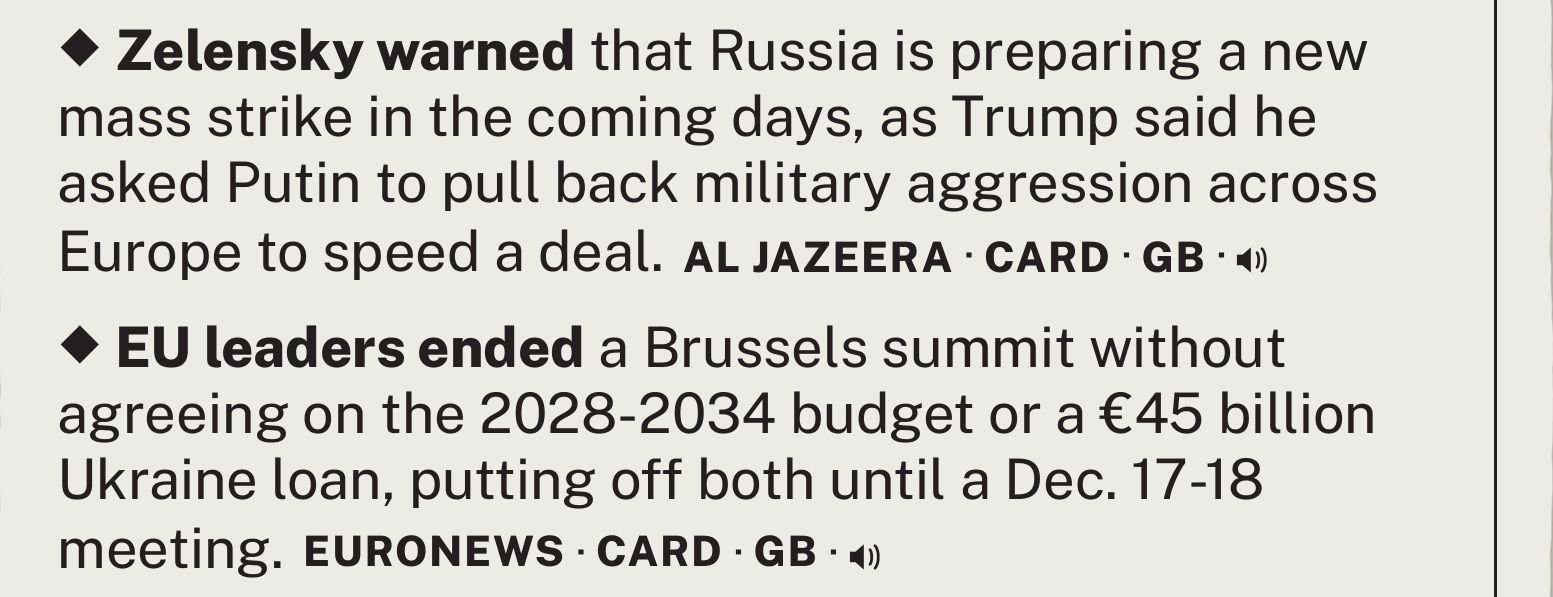 ◆ Zelensky warned that Russia is preparing a new
mass strike in the coming days, as Trump said he
asked Putin to pull back military aggression across
Europe to speed a deal. AL JAZEERA · CARD · GB ·
◆ EU leaders ended a Brussels summit without
agreeing on the 2028-2034 budget or a €45 billion
Ukraine loan, putting off both until a Dec. 17-18
meeting. EURONEWS · CARD · GB ·